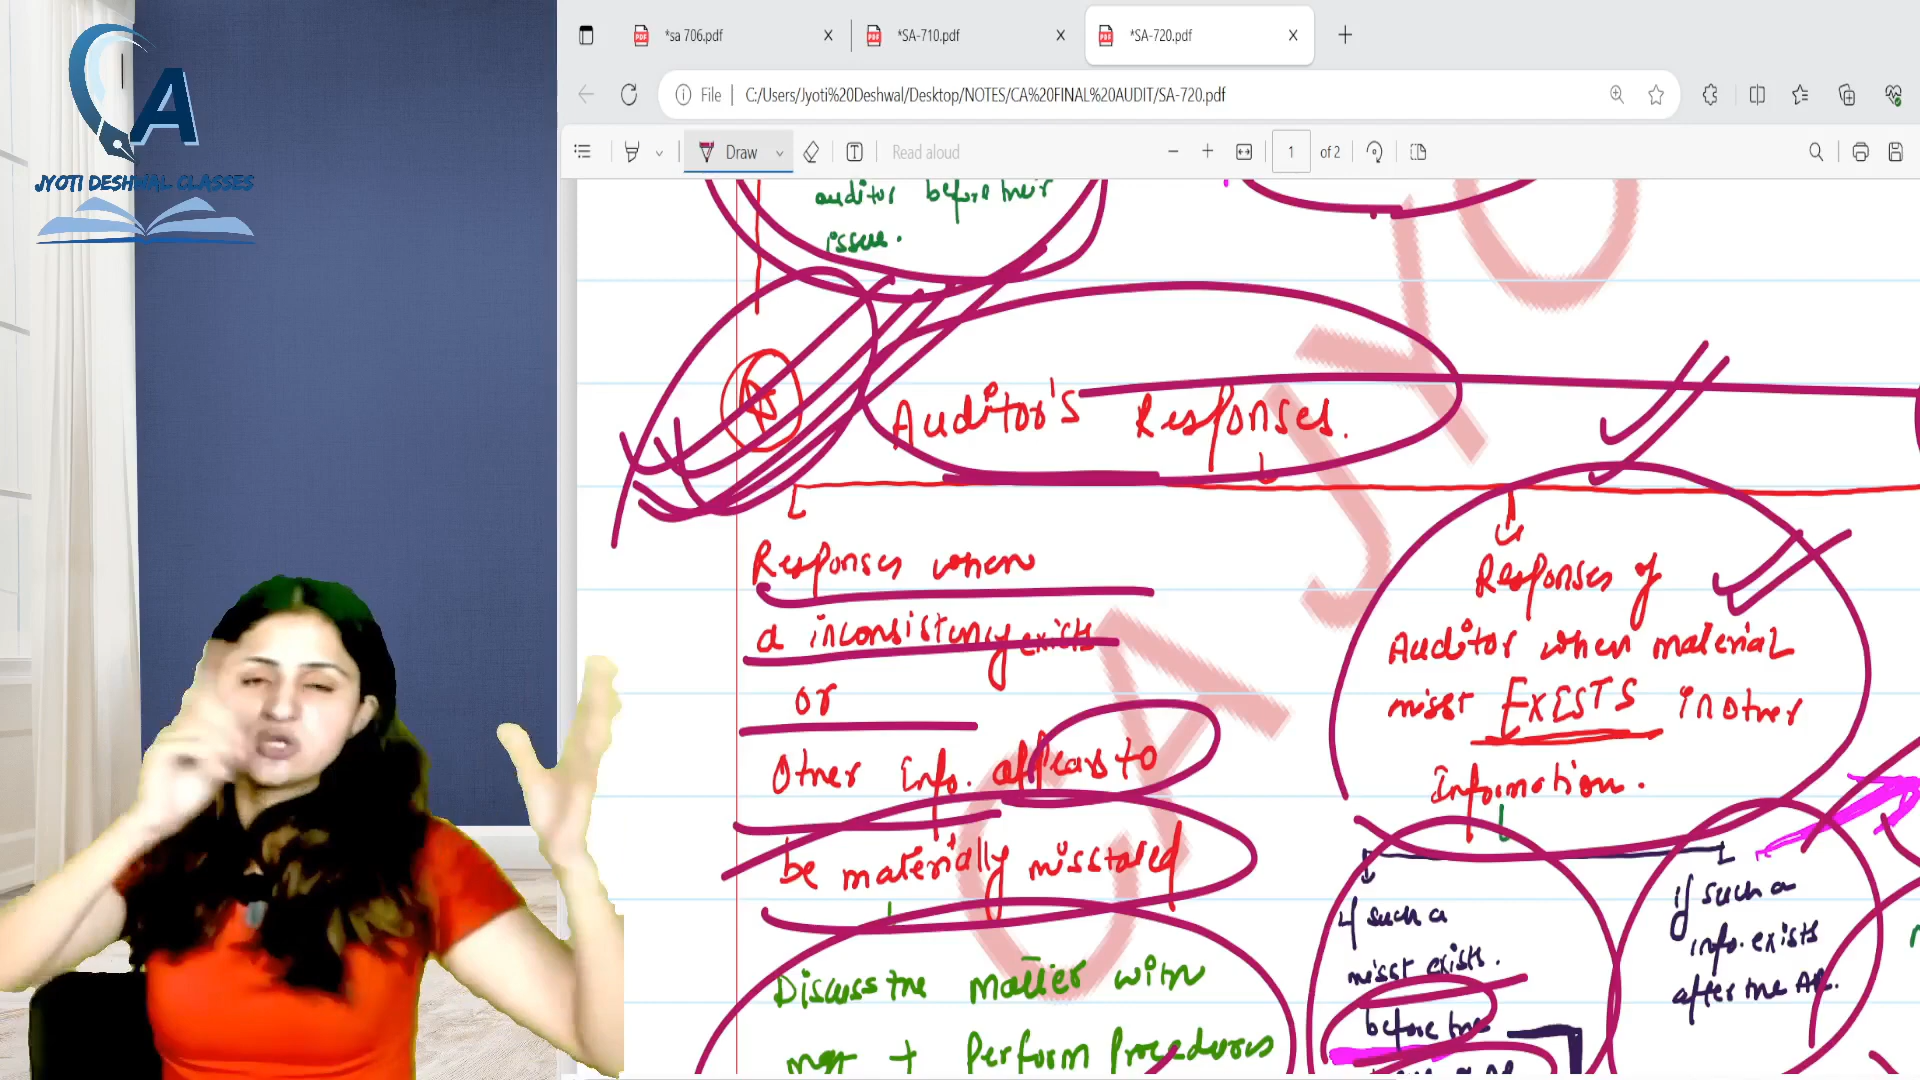 A
JYOTI DESHWAL CLASSES
*sa 706.pdf
*SA-710.pdf
*SA-720.pdf
File
C:/Users/Jyoti%20Deshwal/Desktop/NOTES/CA%20FINAL%20AUDIT/SA-720.pdf
Draw
Read aloud
1
of 2
auditor before their
issue.
Auditor's Responses.
Responses when
a inconsistency exists
or
Other Info. appears to
be materially misstated
Discuss the matter with
mgt + Perform Procedures
Responses of
Auditor when material
misst EXISTS in other
Information.
If such a
misst exists.
before the
if such a
info. exists
after the AR.
CA JYO